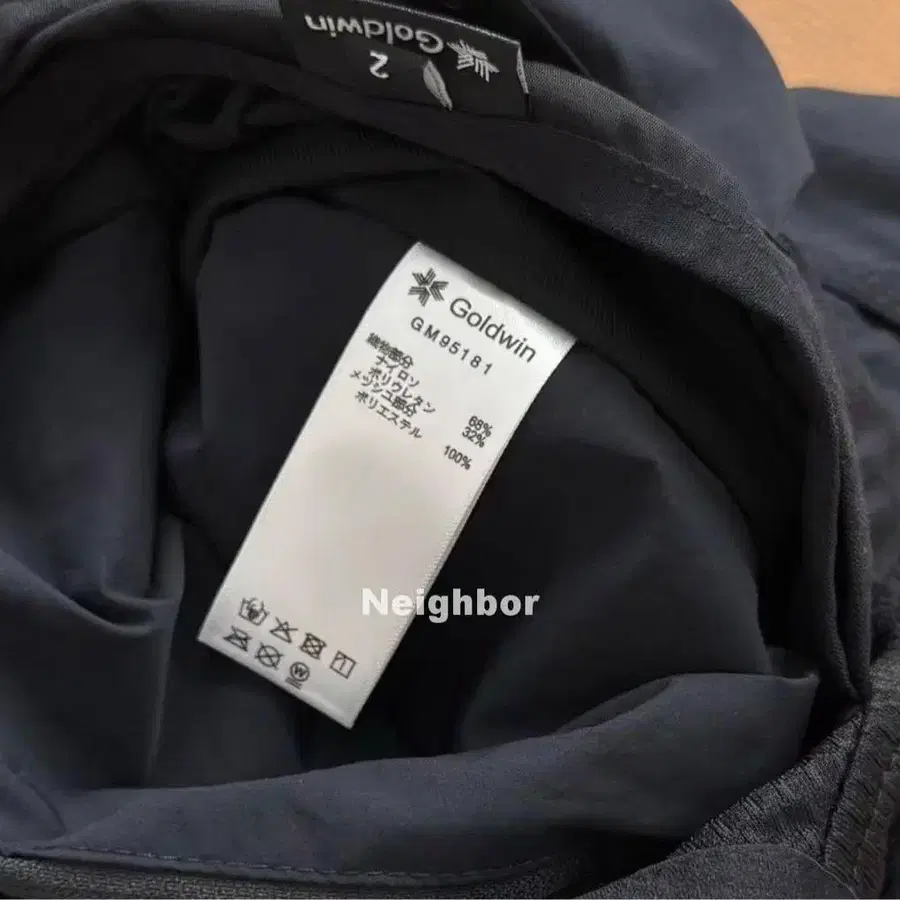 Goldwin
2
Goldwin
GM95181
織物部分
ナイロン 68%
ポリウレタン 32%
メッシュ部分
ポリエステル 100%
Neighbor
W